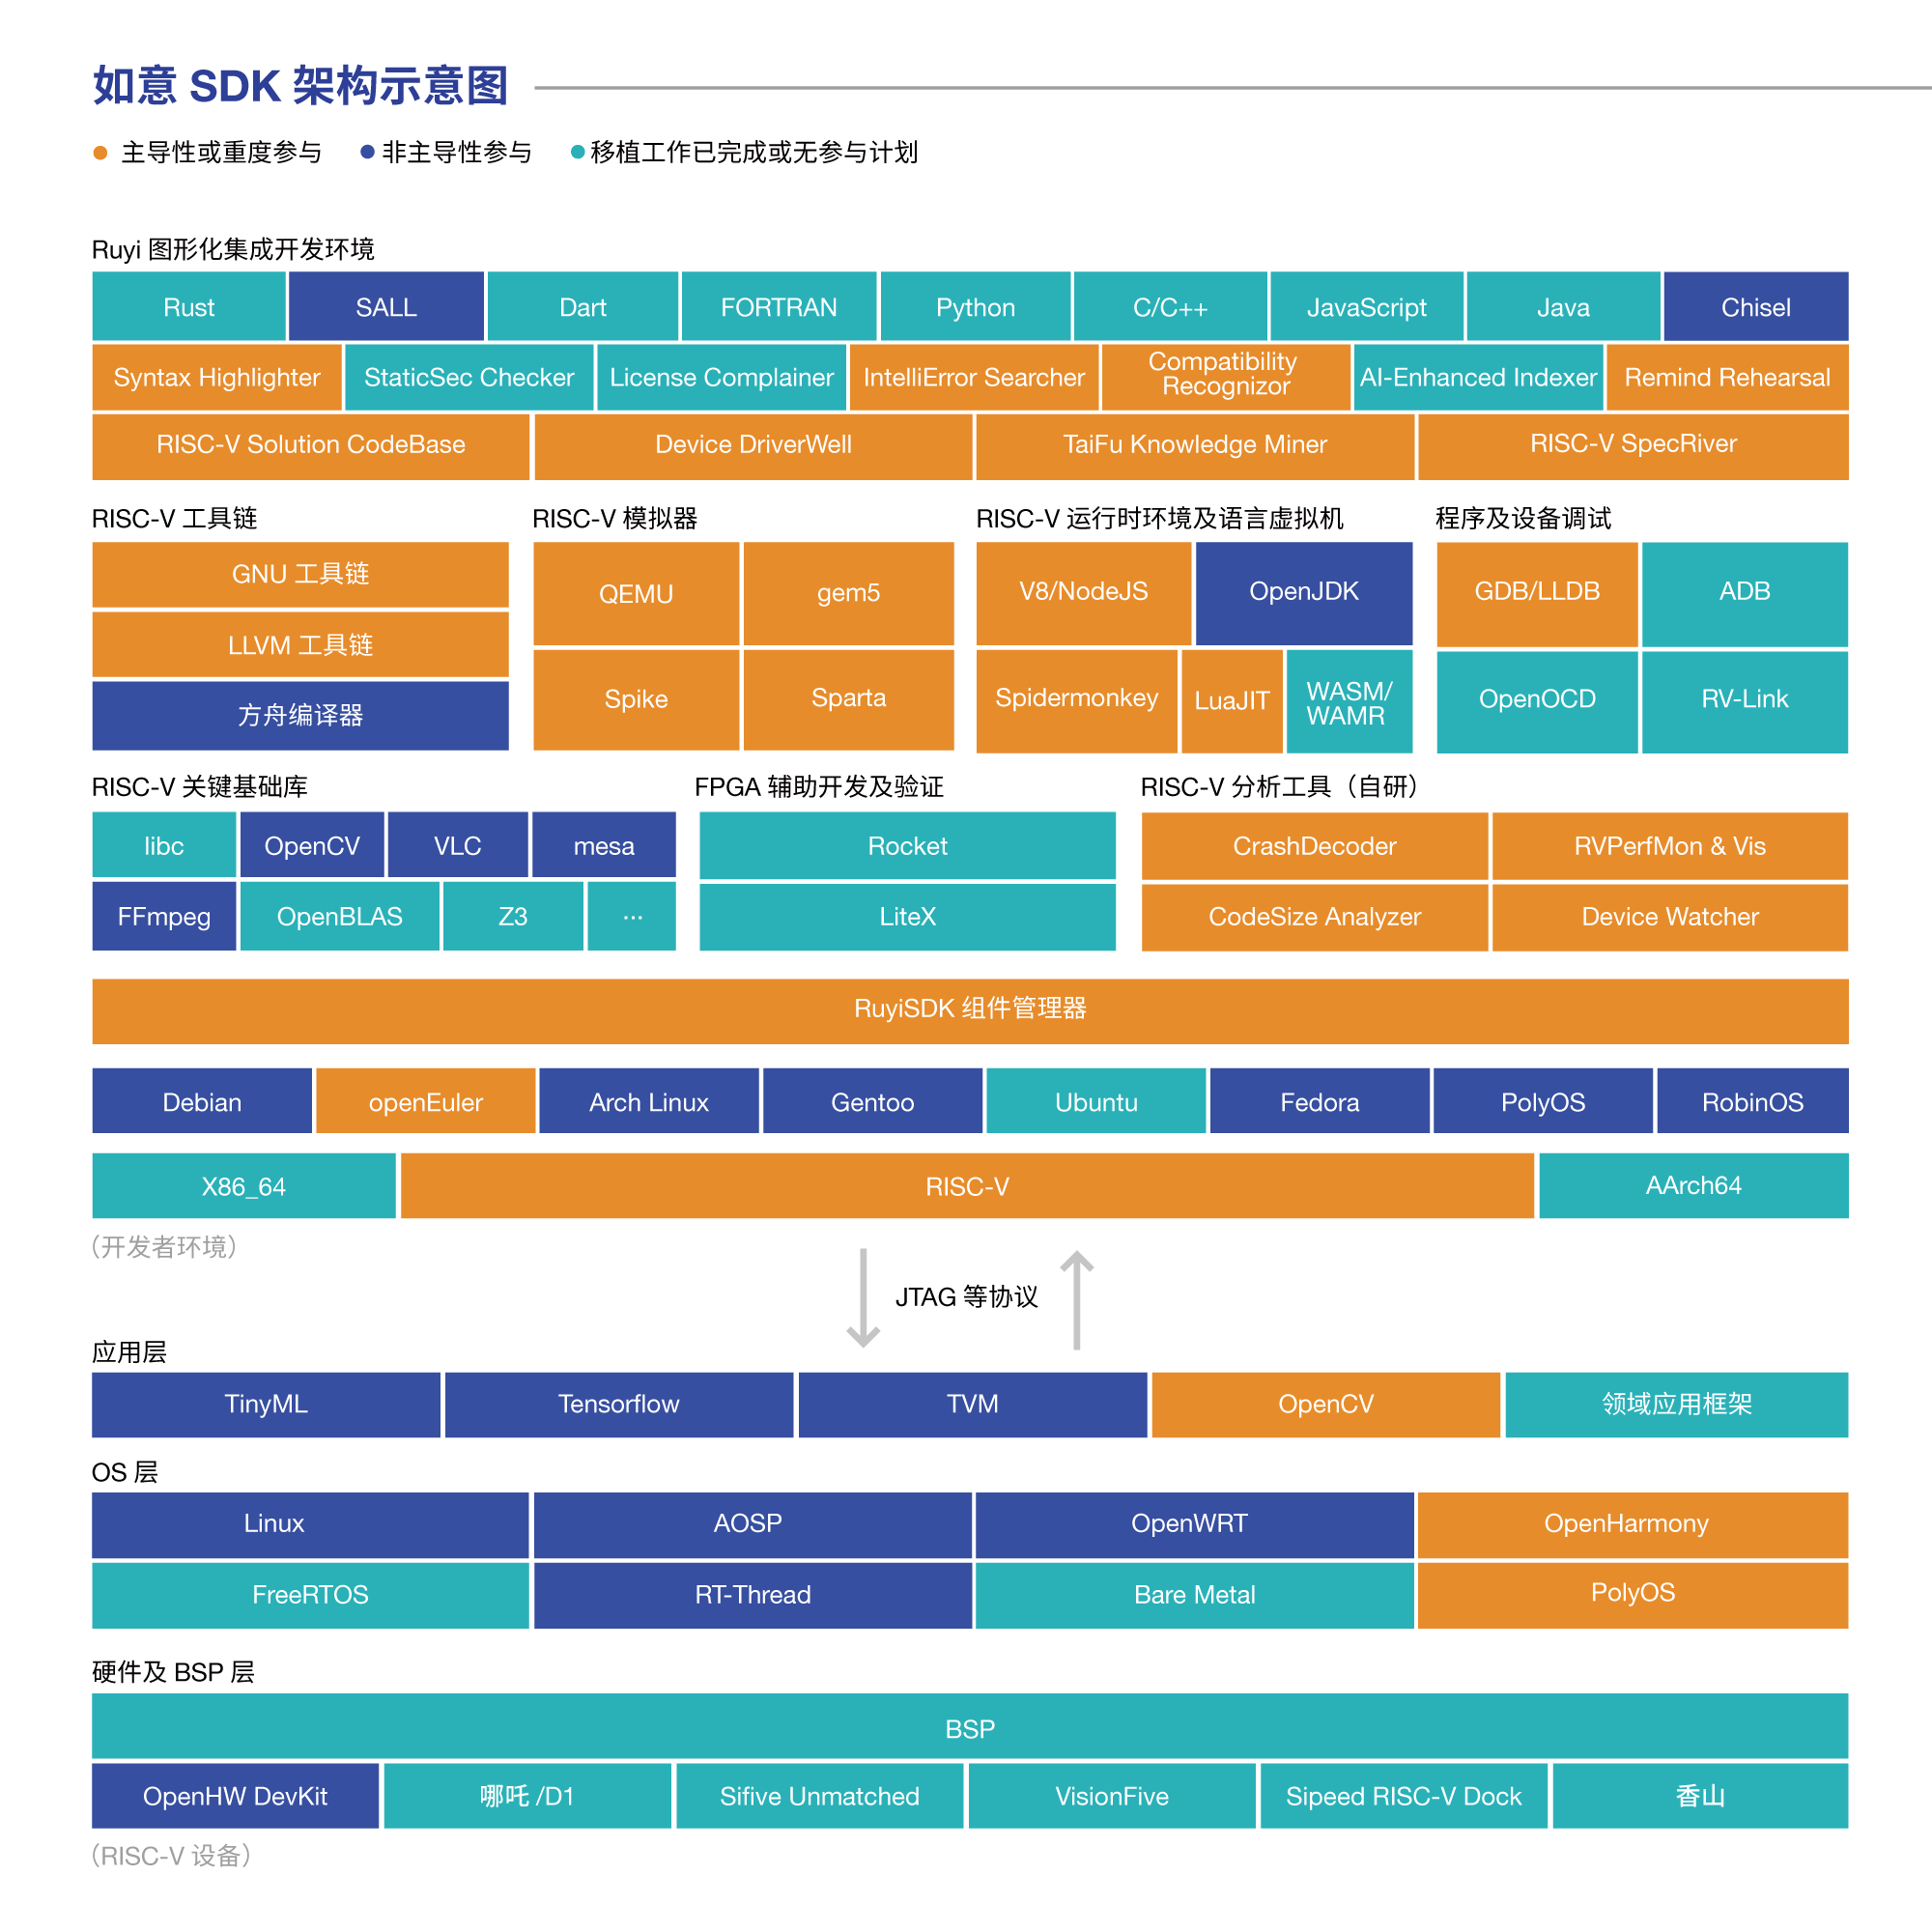 如意 SDK 架构示意图
主导性或重度参与 非主导性参与 移植工作已完成或无参与计划
Ruyi 图形化集成开发环境
Rust SALL Dart FORTRAN Python C/C++ JavaScript Java Chisel
Syntax Highlighter StaticSec Checker License Complainer IntelliError Searcher Compatibility Recognizor AI-Enhanced Indexer Remind Rehearsal
RISC-V Solution CodeBase Device DriverWell TaiFu Knowledge Miner RISC-V SpecRiver
RISC-V 工具链
GNU 工具链
LLVM 工具链
方舟编译器
RISC-V 模拟器
QEMU gem5
Spike Sparta
RISC-V 运行时环境及语言虚拟机
V8/NodeJS OpenJDK
Spidermonkey LuaJIT WASM/
WAMR
程序及设备调试
GDB/LLDB ADB
OpenOCD RV-Link
RISC-V 关键基础库
libc OpenCV VLC mesa
FFmpeg OpenBLAS Z3 ···
FPGA 辅助开发及验证
Rocket
LiteX
RISC-V 分析工具（自研）
CrashDecoder RVPerfMon & Vis
CodeSize Analyzer Device Watcher
RuyiSDK 组件管理器
Debian openEuler Arch Linux Gentoo Ubuntu Fedora PolyOS RobinOS
X86_64 RISC-V AArch64
（开发者环境）
JTAG 等协议
应用层
TinyML Tensorflow TVM OpenCV 领域应用框架
OS 层
Linux AOSP OpenWRT OpenHarmony
FreeRTOS RT-Thread Bare Metal PolyOS
硬件及 BSP 层
BSP
OpenHW DevKit 哪吒 /D1 Sifive Unmatched VisionFive Sipeed RISC-V Dock 香山
（RISC-V 设备）